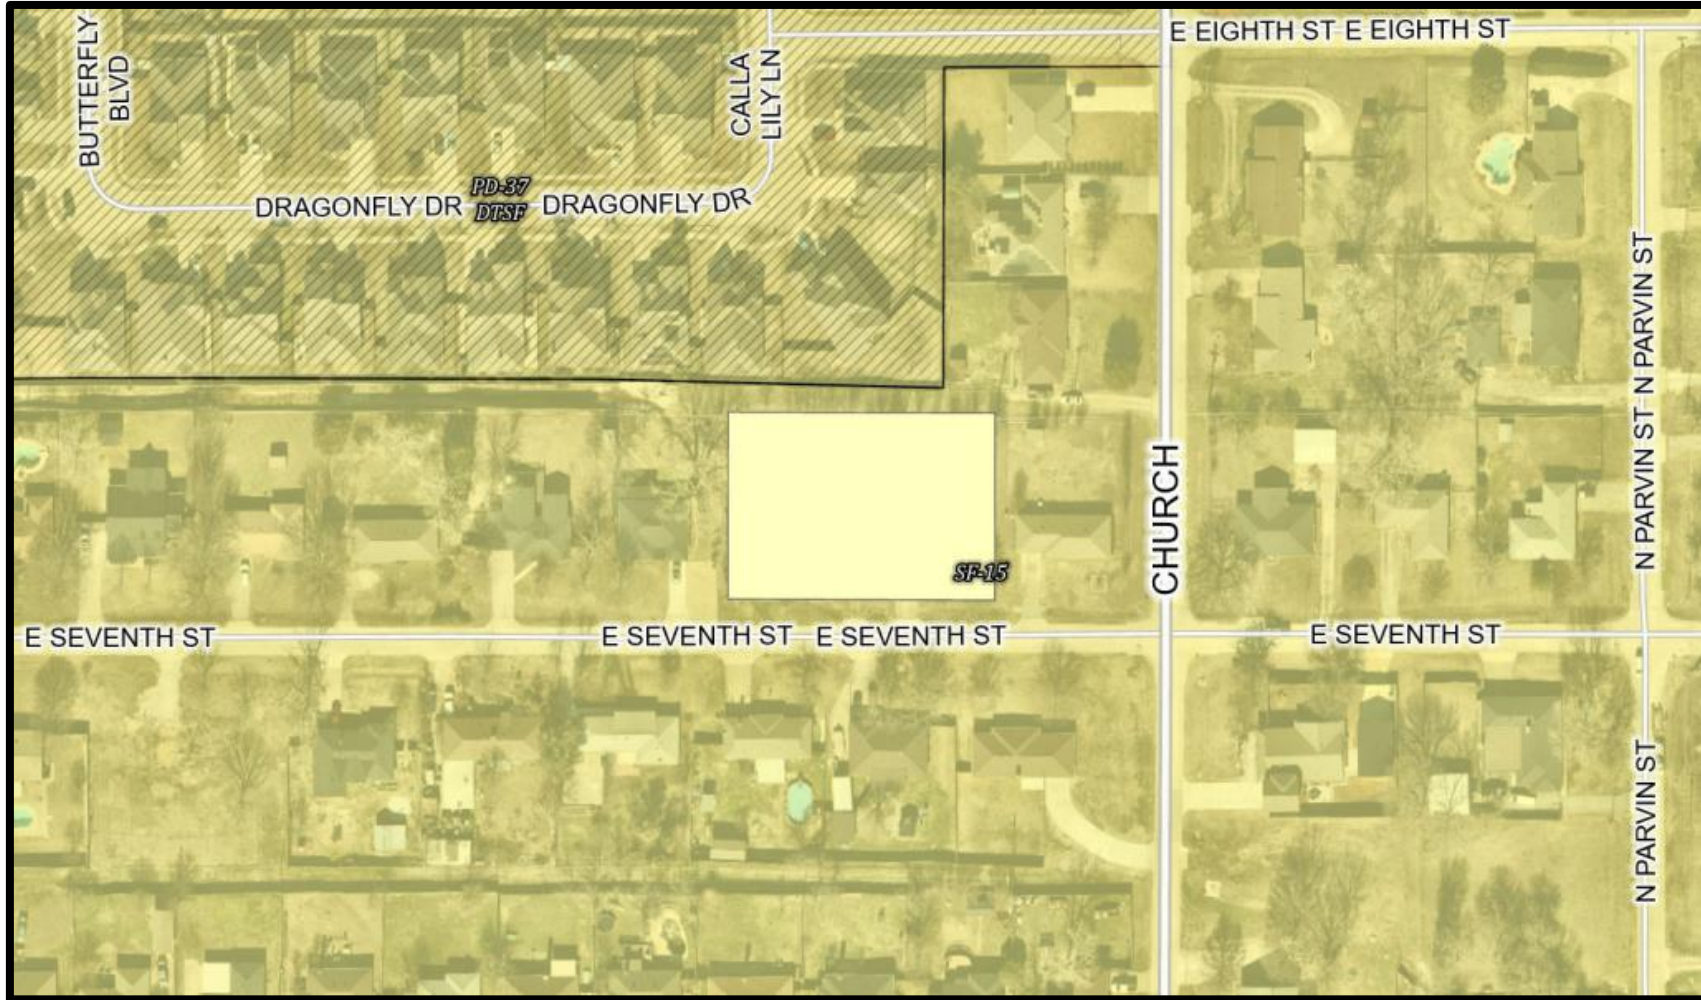 E EIGHTH ST E EIGHTH ST
BUTTERFLY
BLVD
CALLA
LILY LN
PD-37
DTSF
DRAGONFLY DR
DRAGONFLY DR
N PARVIN ST N PARVIN ST
CHURCH
SF-15
E SEVENTH ST
E SEVENTH ST
E SEVENTH ST
E SEVENTH ST
N PARVIN ST